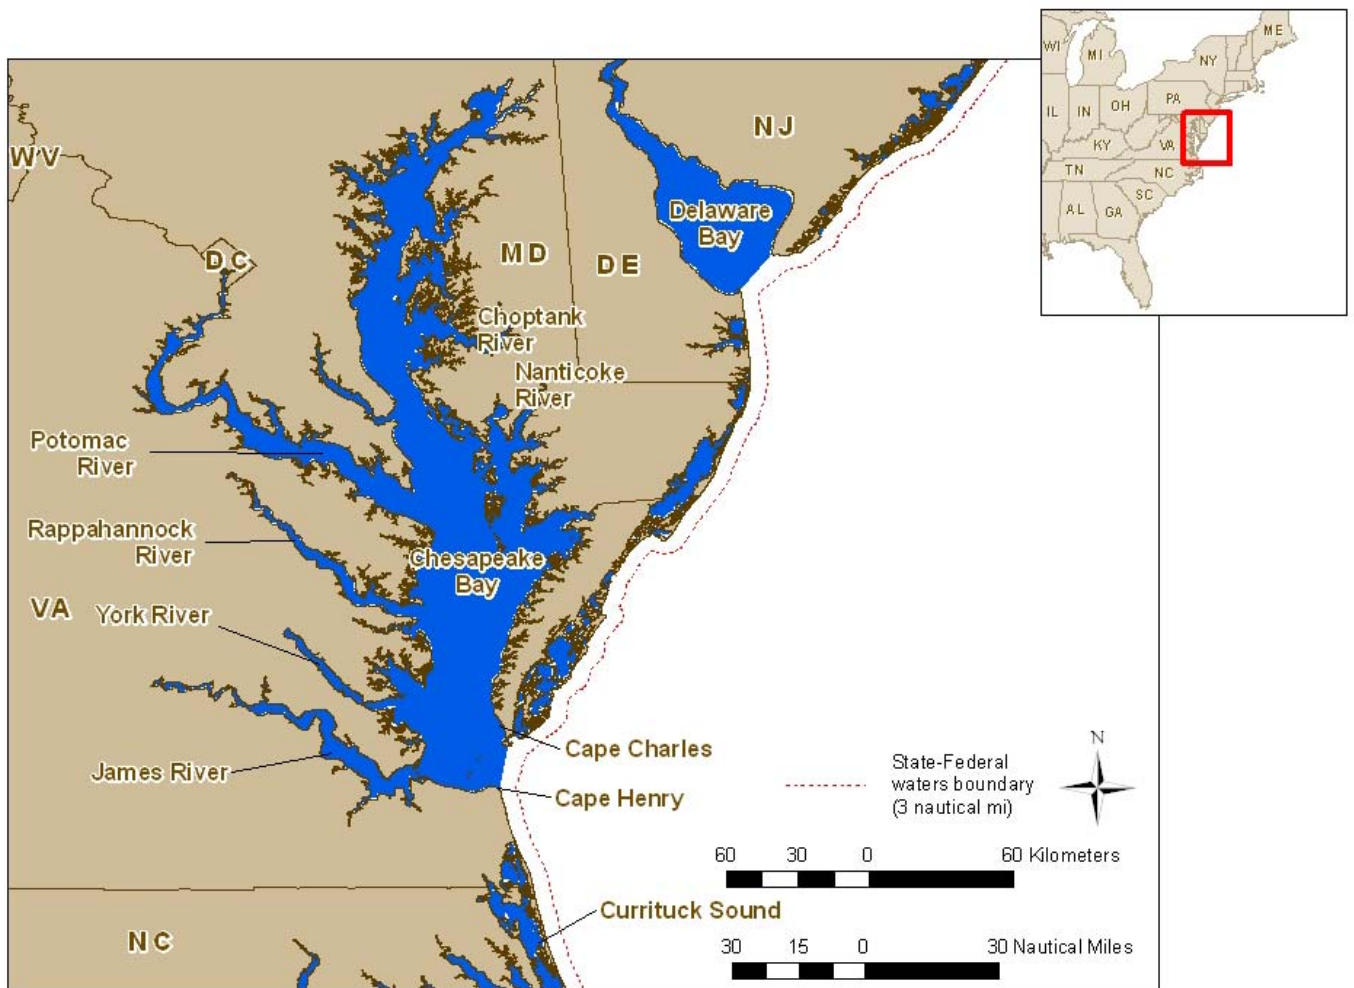 ME
WI
MI
NY
PA
IL
IN
OH
KY
VA
TN
NC
SC
AL
GA
NJ
WV
Delaware
Bay
DC
MD
DE
Choptank
River
Nanticoke
River
Potomac
River
Rappahannock
River
Chesapeake
Bay
VA
York River
James River
Cape Charles
Cape Henry
N
State-Federal
waters boundary
(3 nautical mi)
60 30 0 60 Kilometers
Currituck Sound
NC
30 15 0 30 Nautical Miles